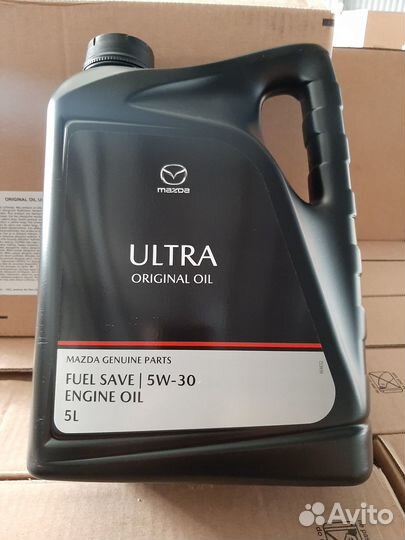 mazda
ULTRA
ORIGINAL OIL
MAZDA GENUINE PARTS
FUEL SAVE | 5W-30
ENGINE OIL
5L
ORIGINAL OIL U
Avito